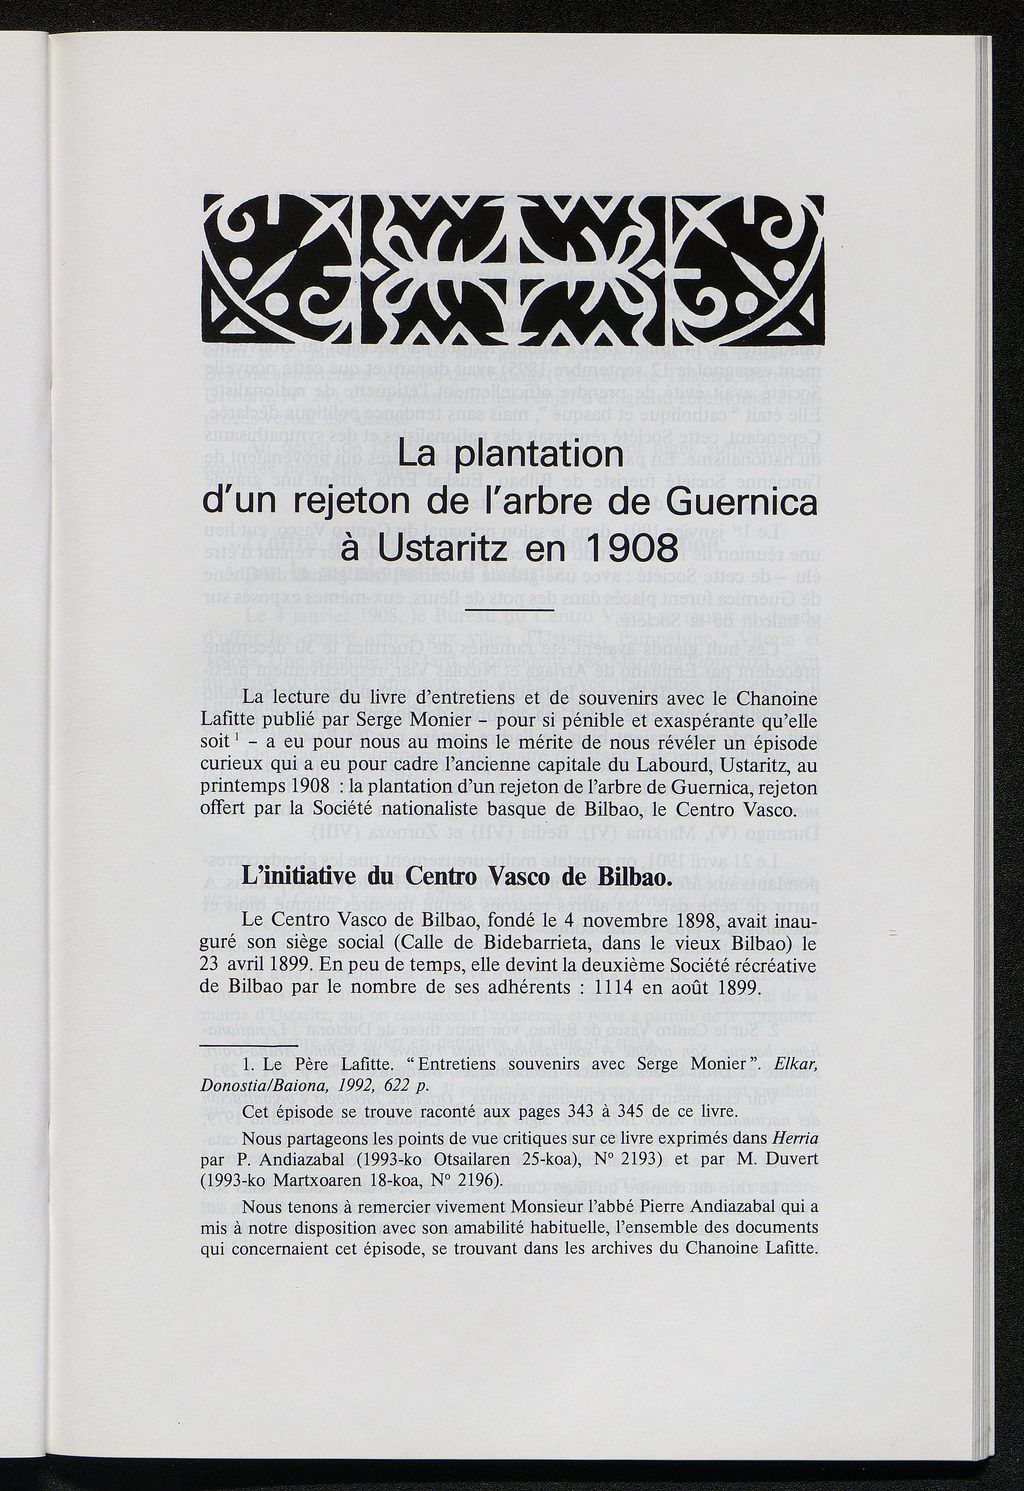 La plantation
d'un rejeton de l'arbre de Guernica
à Ustaritz en 1908
La lecture du livre d'entretiens et de souvenirs avec le Chanoine
Lafitte publié par Serge Monier – pour si pénible et exaspérante qu'elle
soit ¹ – a eu pour nous au moins le mérite de nous révéler un épisode
curieux qui a eu pour cadre l'ancienne capitale du Labourd, Ustaritz, au
printemps 1908 : la plantation d'un rejeton de l'arbre de Guernica, rejeton
offert par la Société nationaliste basque de Bilbao, le Centro Vasco.
L'initiative du Centro Vasco de Bilbao.
Le Centro Vasco de Bilbao, fondé le 4 novembre 1898, avait inau-
guré son siège social (Calle de Bidebarrieta, dans le vieux Bilbao) le
23 avril 1899. En peu de temps, elle devint la deuxième Société récréative
de Bilbao par le nombre de ses adhérents : 1114 en août 1899.
1. Le Père Lafitte. “Entretiens souvenirs avec Serge Monier”. Elkar,
Donostia/Baiona, 1992, 622 p.
Cet épisode se trouve raconté aux pages 343 à 345 de ce livre.
Nous partageons les points de vue critiques sur ce livre exprimés dans Herria
par P. Andiazabal (1993-ko Otsailaren 25-koa), N° 2193) et par M. Duvert
(1993-ko Martxoaren 18-koa, N° 2196).
Nous tenons à remercier vivement Monsieur l'abbé Pierre Andiazabal qui a
mis à notre disposition avec son amabilité habituelle, l'ensemble des documents
qui concernaient cet épisode, se trouvant dans les archives du Chanoine Lafitte.